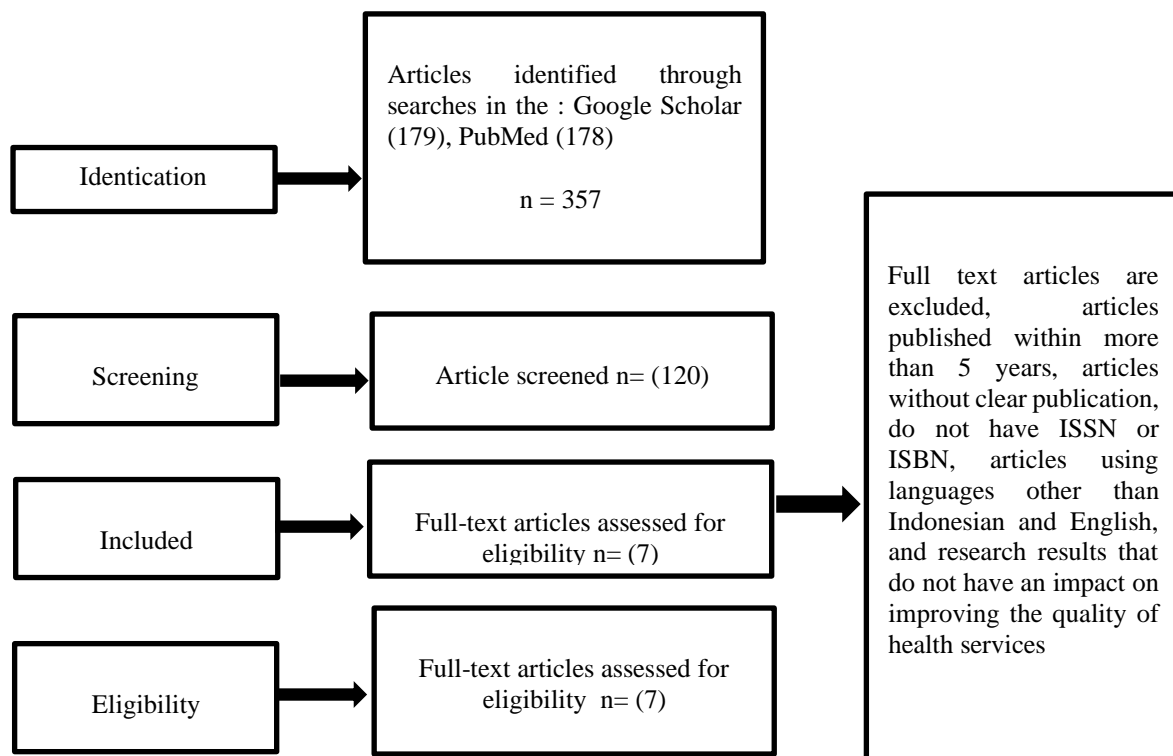 Identication
Articles identified through
searches in the : Google Scholar
(179), PubMed (178)
n = 357
Screening
Article screened n= (120)
Included
Full-text articles assessed for
eligibility n= (7)
Eligibility
Full-text articles assessed for
eligibility n= (7)
Full text articles are
excluded, articles
published within more
than 5 years, articles
without clear publication,
do not have ISSN or
ISBN, articles using
languages other than
Indonesian and English,
and research results that
do not have an impact on
improving the quality of
health services